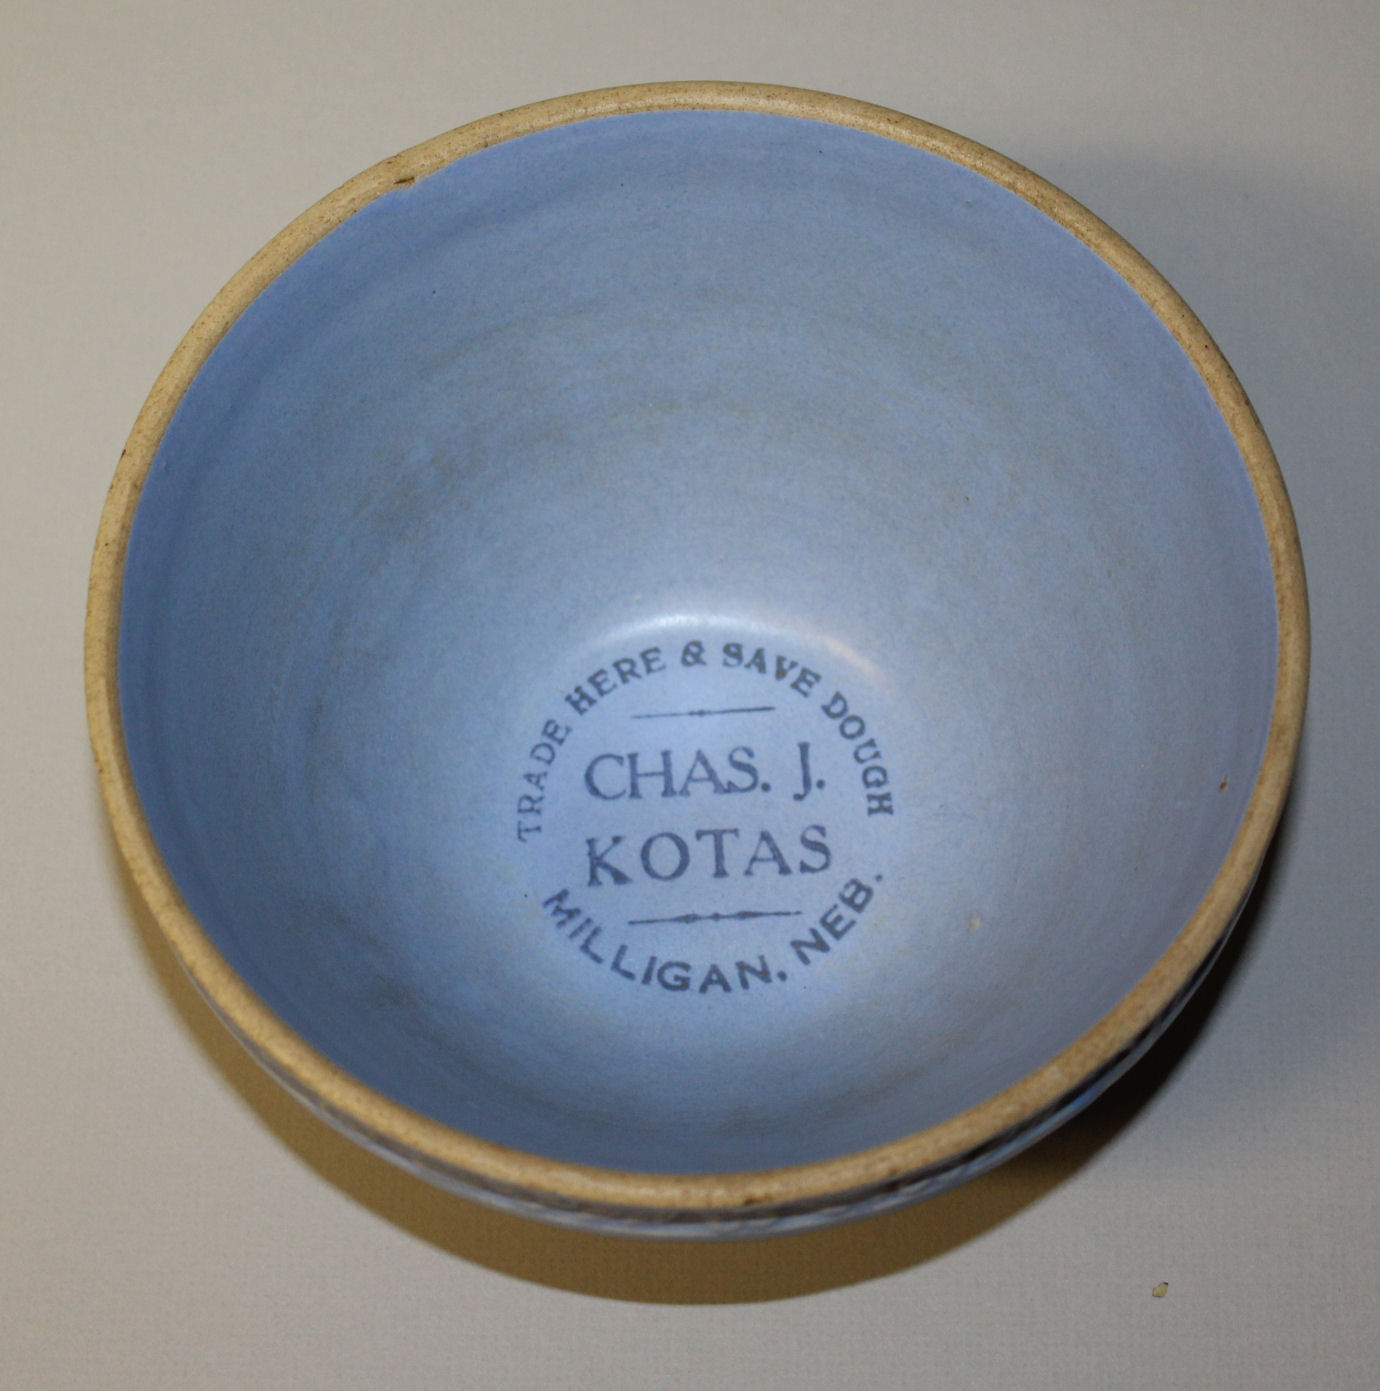 TRADE HERE & SAVE DOUGH
CHAS. J.
KOTAS
MILLIGAN, NEB.